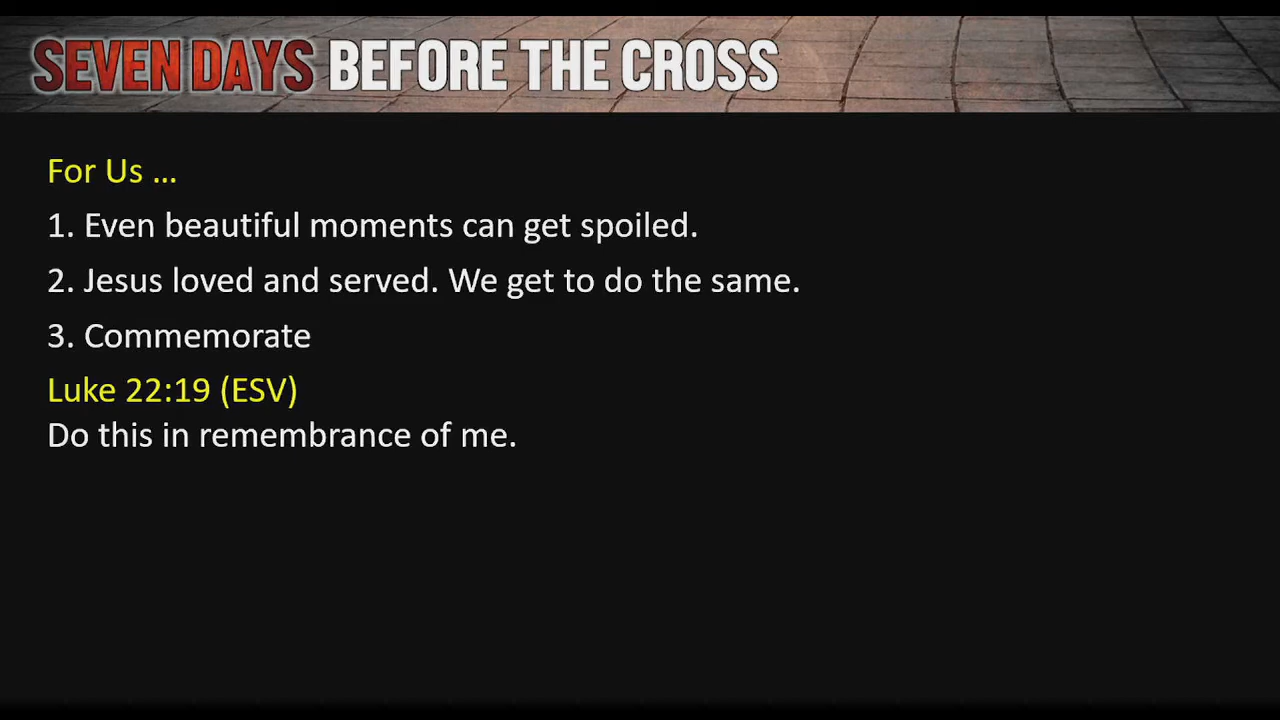 SEVEN DAYS BEFORE THE CROSS
For Us ...
1. Even beautiful moments can get spoiled.
2. Jesus loved and served. We get to do the same.
3. Commemorate
Luke 22:19 (ESV)
Do this in remembrance of me.